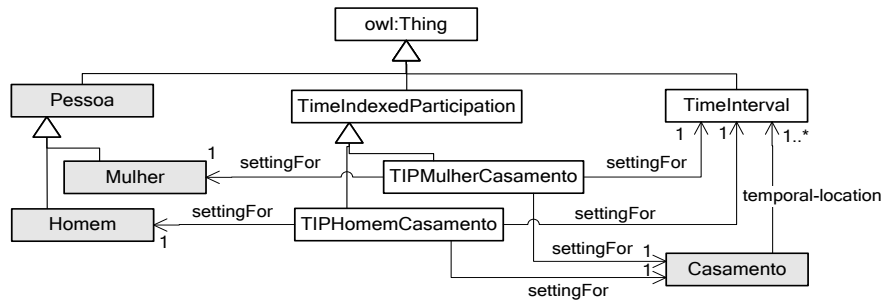 owl:Thing
Pessoa
TimeIndexedParticipation
TimeInterval
1
1
1..*
1
settingFor
settingFor
Mulher
TIPMulherCasamento
temporal-location
settingFor
settingFor
Homem
1
TIPHomemCasamento
settingFor
1
1
Casamento
settingFor